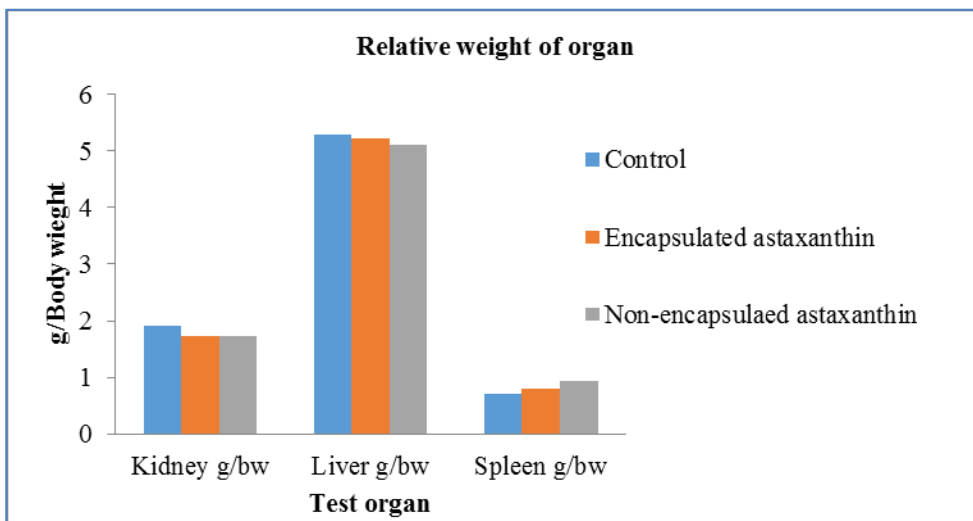 Relative weight of organ
g/Body wieght
6
5
4
3
2
1
0
Kidney g/bw
Liver g/bw
Spleen g/bw
Test organ
Control
Encapsulated astaxanthin
Non-encapsulaed astaxanthin